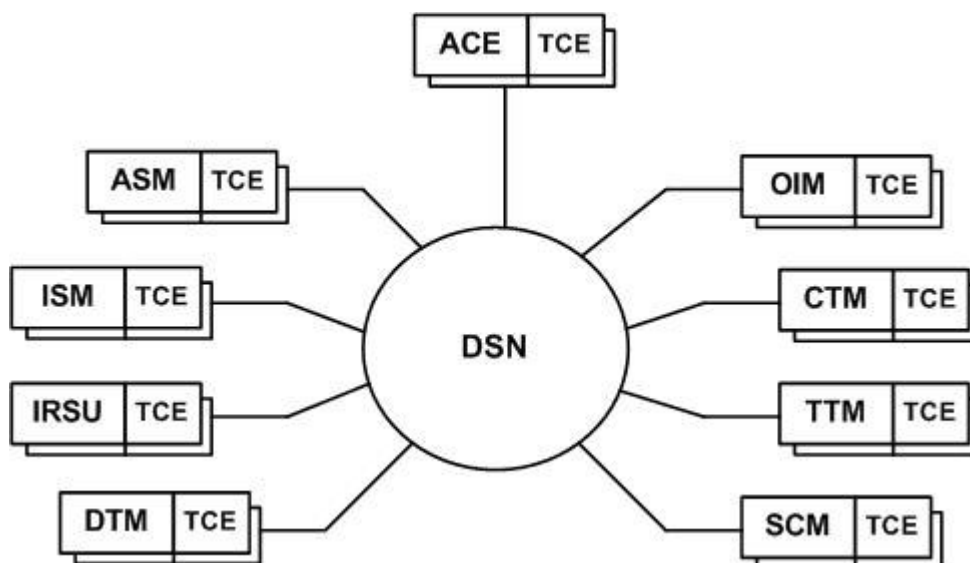 ACE TCE
ASM TCE
OIM TCE
ISM TCE
CTM TCE
DSN
IRSU TCE
TTM TCE
DTM TCE
SCM TCE